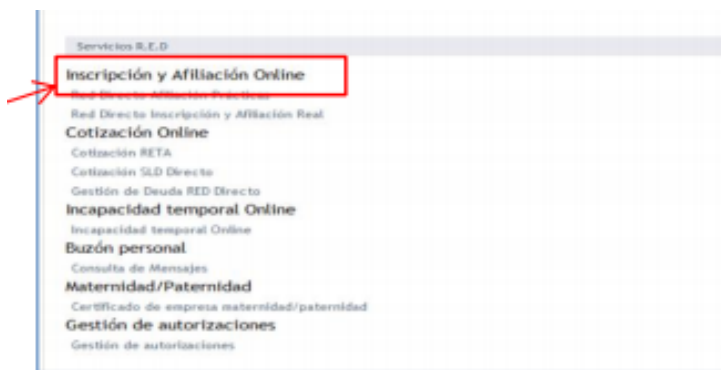 Servicios R.E.D
Inscripción y Afiliación Online
Red Directo Afiliación Prácticas
Red Directo Inscripción y Afiliación Real
Cotización Online
Cotización RETA
Cotización SLD Directo
Gestión de Deuda RED Directo
Incapacidad temporal Online
Incapacidad temporal Online
Buzón personal
Consulta de Mensajes
Maternidad/Paternidad
Certificado de empresa maternidad/paternidad
Gestión de autorizaciones
Gestión de autorizaciones